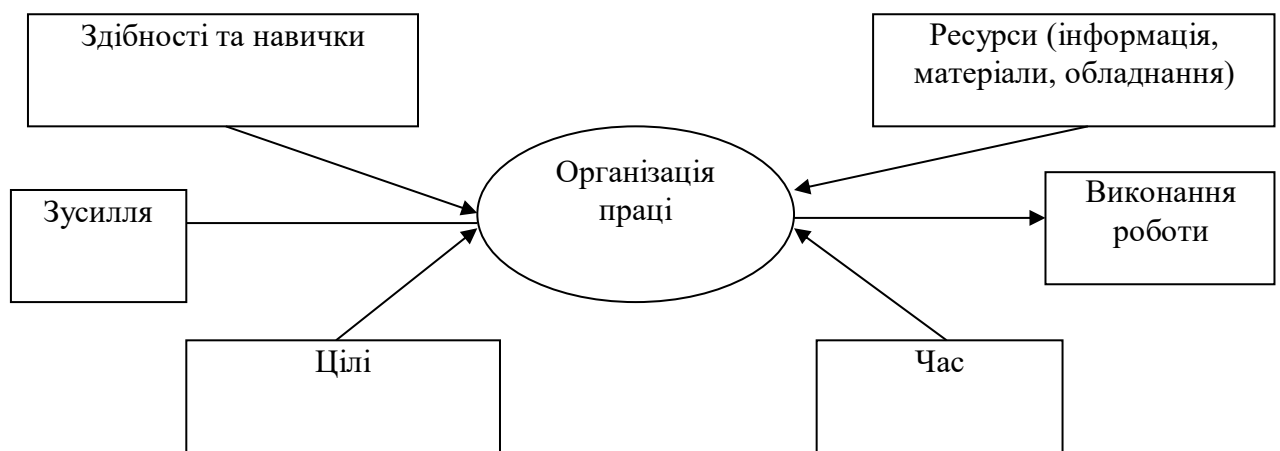 Здібності та навички
Ресурси (інформація,
матеріали, обладнання)
Організація
праці
Зусилля
Виконання
роботи
Цілі
Час